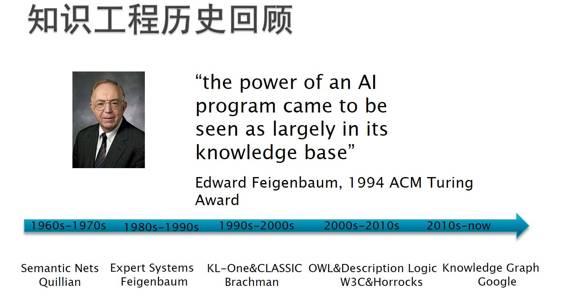 知识工程历史回顾
“the power of an AI
program came to be
seen as largely in its
knowledge base”
Edward Feigenbaum, 1994 ACM Turing
Award
1960s-1970s 1980s-1990s 1990s-2000s 2000s-2010s 2010s-now
Semantic Nets Expert Systems KL-One&CLASSIC OWL&Description Logic Knowledge Graph
Quillian Feigenbaum Brachman W3C&Horrocks Google